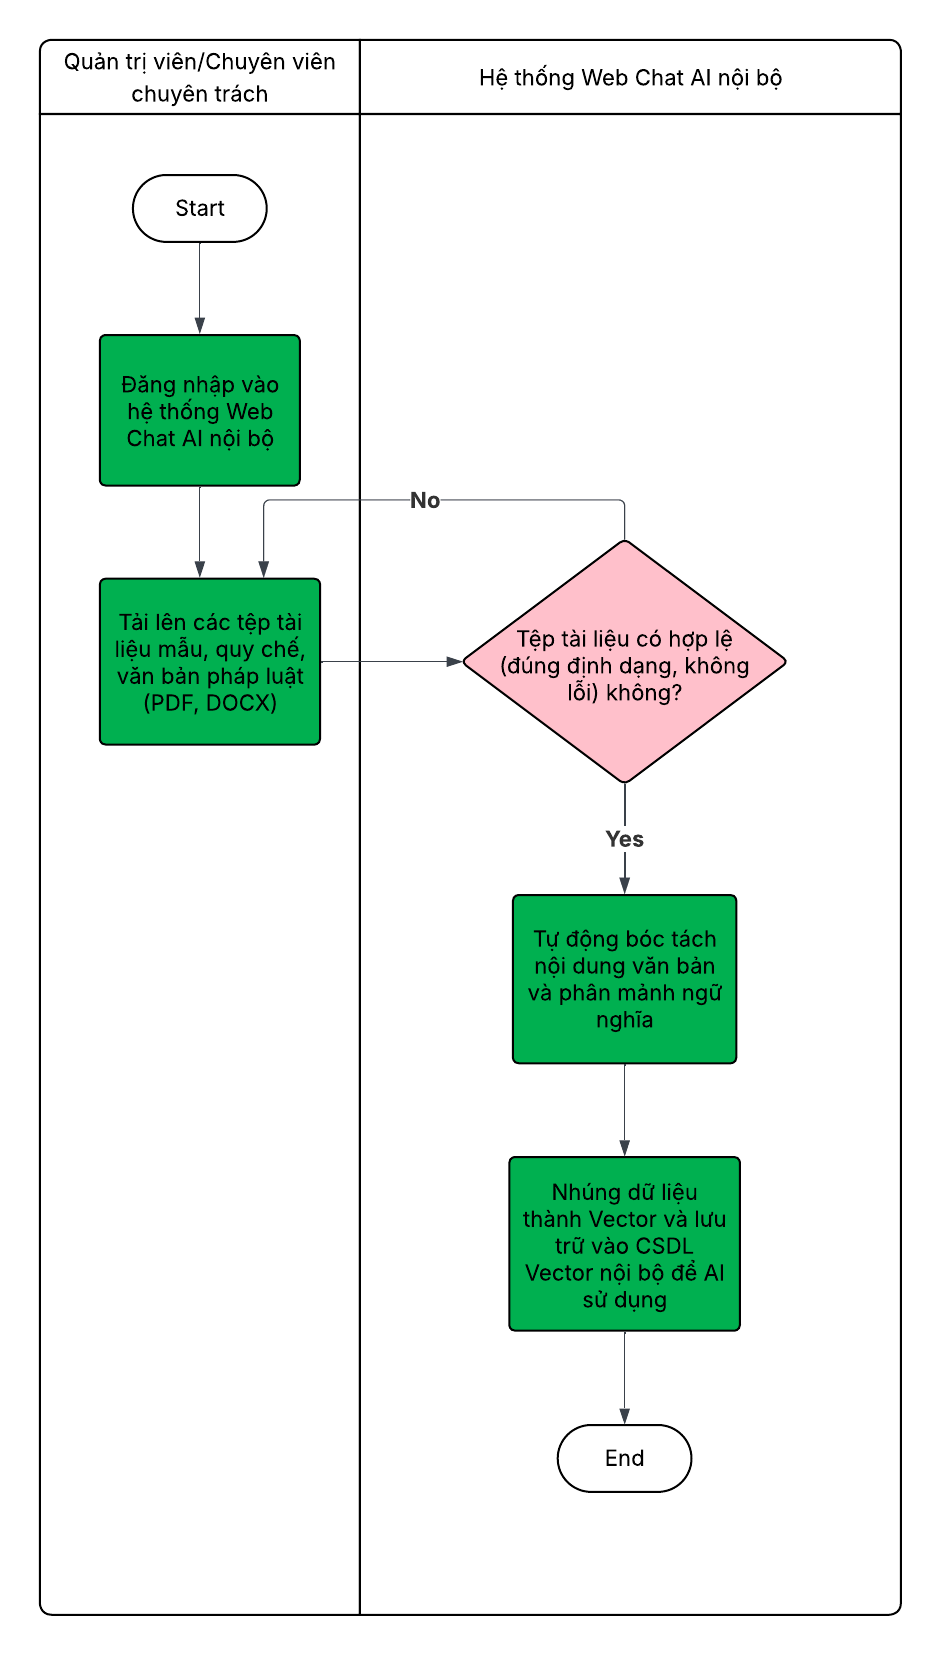 Quản trị viên/Chuyên viên
chuyên trách
Hệ thống Web Chat AI nội bộ
Start
Đăng nhập vào
hệ thống Web
Chat AI nội bộ
No
Tải lên các tệp tài
liệu mẫu, quy chế,
văn bản pháp luật
(PDF, DOCX)
Tệp tài liệu có hợp lệ
(đúng định dạng, không
lỗi) không?
Yes
Tự động bóc tách
nội dung văn bản
và phân mảnh ngữ
nghĩa
Nhúng dữ liệu
thành Vector và lưu
trữ vào CSDL
Vector nội bộ để AI
sử dụng
End